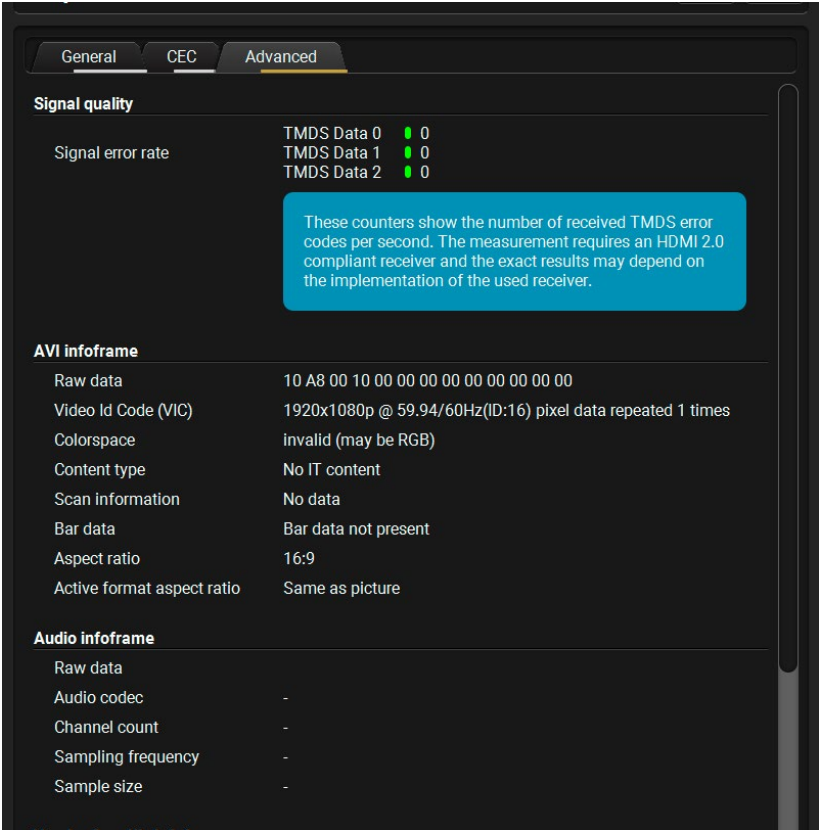 General CEC Advanced
Signal quality
Signal error rate
TMDS Data 0 0
TMDS Data 1 0
TMDS Data 2 0
These counters show the number of received TMDS error
codes per second. The measurement requires an HDMI 2.0
compliant receiver and the exact results may depend on
the implementation of the used receiver.
AVI infoframe
Raw data 10 A8 00 10 00 00 00 00 00 00 00 00 00
Video Id Code (VIC) 1920x1080p @ 59.94/60Hz(ID:16) pixel data repeated 1 times
Colorspace invalid (may be RGB)
Content type No IT content
Scan information No data
Bar data Bar data not present
Aspect ratio 16:9
Active format aspect ratio Same as picture
Audio infoframe
Raw data
Audio codec -
Channel count -
Sampling frequency -
Sample size -